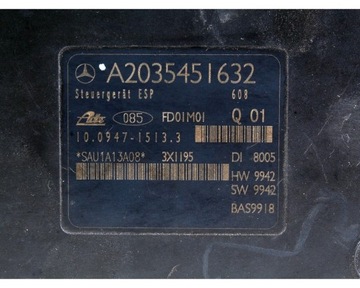 A2035451632
Steuergerät ESP 608
Ate 085 FD01M01 Q 01
10.0947-1513.3
*SAU1A13A08* 3X1195 DI 8005
HW 9942
SW 9942
BAS9918